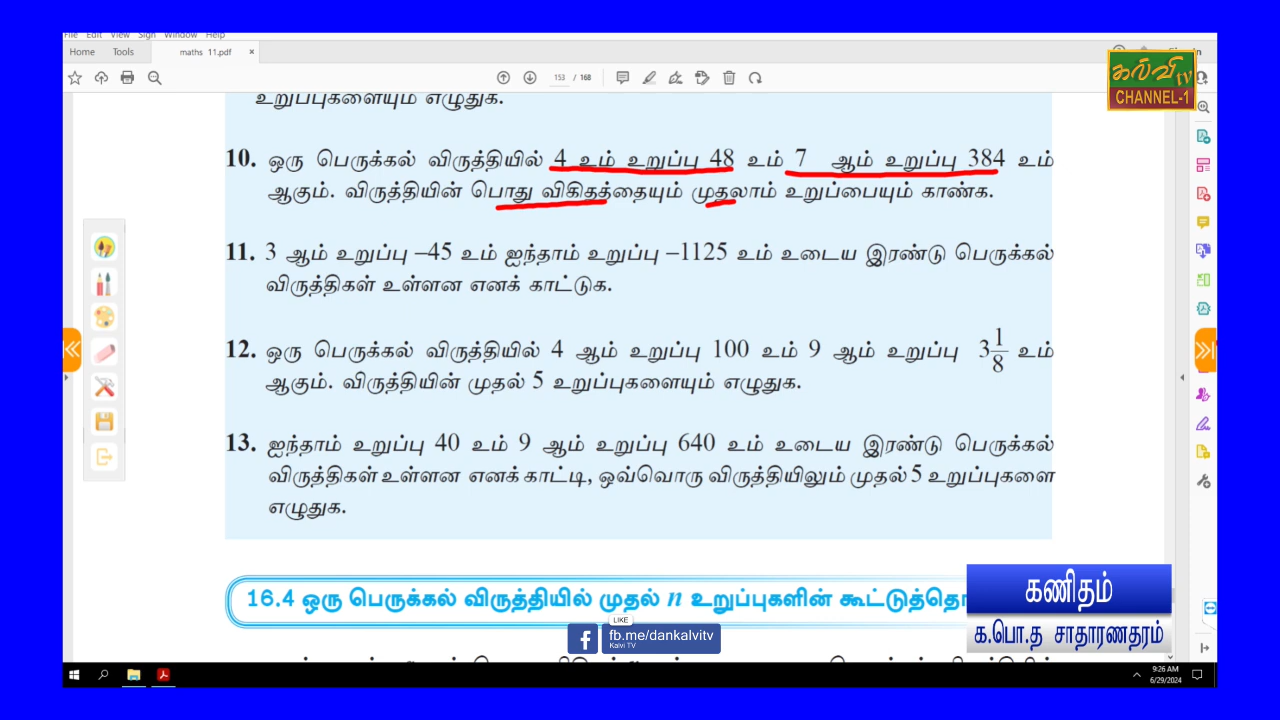 File Edit View Sign Window Help
Home Tools maths 11.pdf ×
153 / 168
கல்வி TV
CHANNEL-1
உறுப்புகளையும் எழுதுக.
10. ஒரு பெருக்கல் விருத்தியில் 4 உம் உறுப்பு 48 உம் 7 ஆம் உறுப்பு 384 உம்
ஆகும். விருத்தியின் பொது விகிதத்தையும் முதலாம் உறுப்பையும் காண்க.
11. 3 ஆம் உறுப்பு –45 உம் ஐந்தாம் உறுப்பு –1125 உம் உடைய இரண்டு பெருக்கல்
விருத்திகள் உள்ளன எனக் காட்டுக.
12. ஒரு பெருக்கல் விருத்தியில் 4 ஆம் உறுப்பு 100 உம் 9 ஆம் உறுப்பு 3 1/8 உம்
ஆகும். விருத்தியின் முதல் 5 உறுப்புகளையும் எழுதுக.
13. ஐந்தாம் உறுப்பு 40 உம் 9 ஆம் உறுப்பு 640 உம் உடைய இரண்டு பெருக்கல்
விருத்திகள் உள்ளன எனக் காட்டி, ஒவ்வொரு விருத்தியிலும் முதல் 5 உறுப்புகளை
எழுதுக.
16.4 ஒரு பெருக்கல் விருத்தியில் முதல் n உறுப்புகளின் கூட்டுத்தொ
கணிதம்
க.பொ.த சாதாரணதரம்
LIKE
fb.me/dankalvitv
Kalvi TV
9:26 AM
6/29/2024